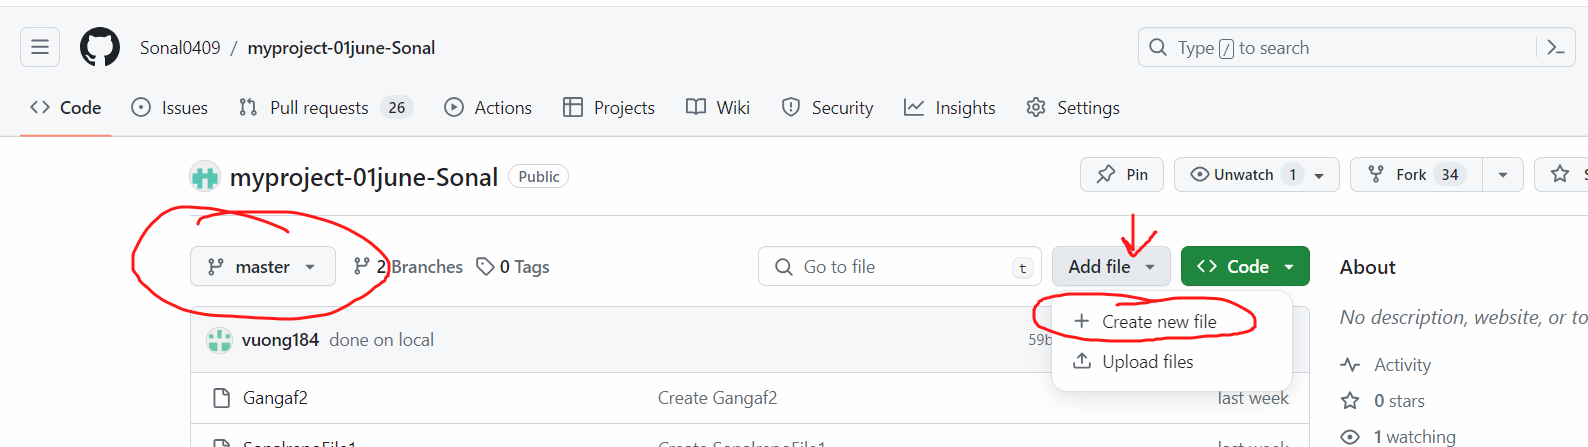 Sonal0409 / myproject-01june-Sonal
Type / to search
Code Issues Pull requests 26 Actions Projects Wiki Security Insights Settings
myproject-01june-Sonal Public
Pin Unwatch 1 Fork 34
master 2 Branches 0 Tags Go to file t Add file Code About
Create new file
No description, website, or to
vuong184 done on local 59b
Upload files
Activity
Gangaf2 Create Gangaf2 last week
0 stars
1 watching